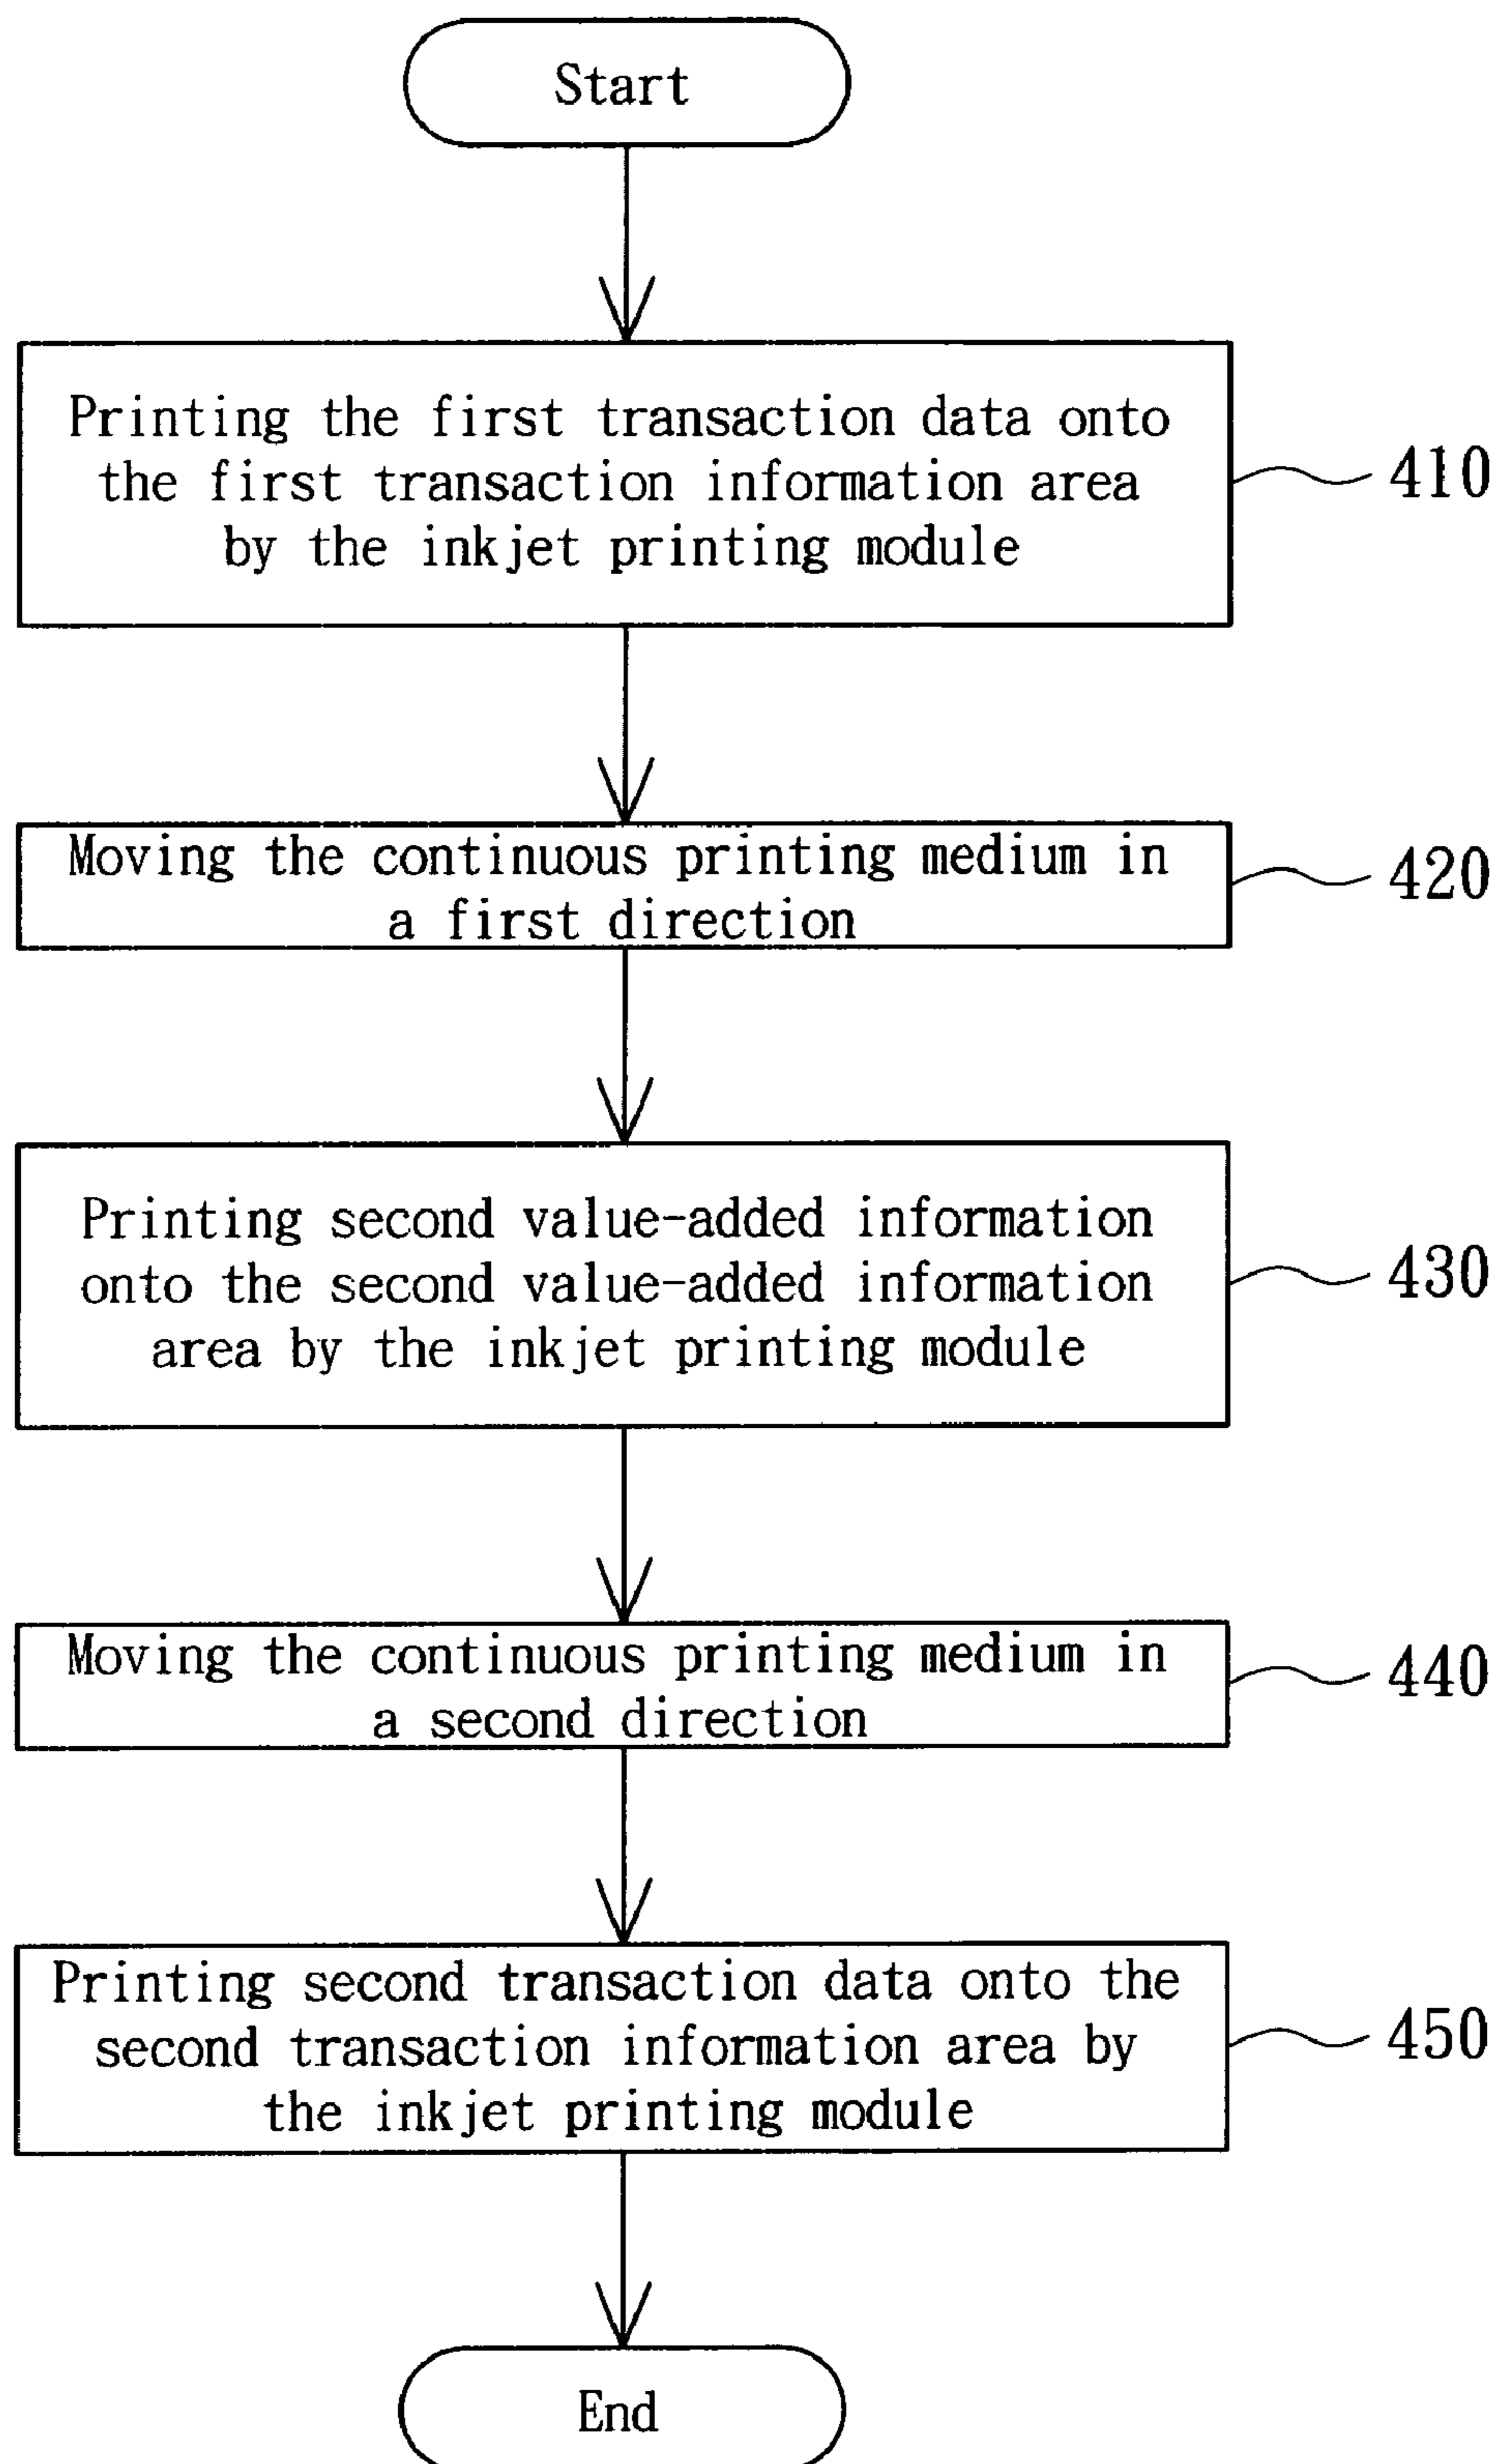 Start
Printing the first transaction data onto
the first transaction information area
by the inkjet printing module
410
Moving the continuous printing medium in
a first direction
420
Printing second value-added information
onto the second value-added information
area by the inkjet printing module
430
Moving the continuous printing medium in
a second direction
440
Printing second transaction data onto the
second transaction information area by
the inkjet printing module
450
End